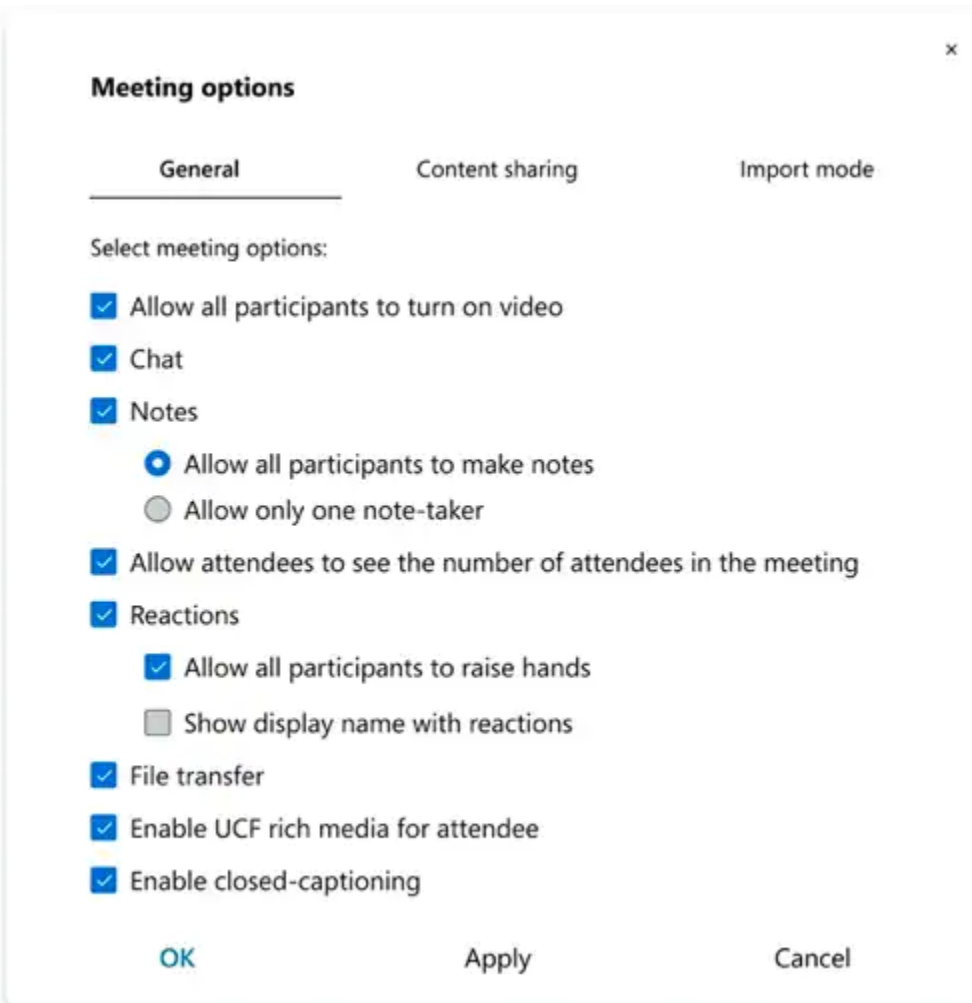 ×
Meeting options
General Content sharing Import mode
Select meeting options:
Allow all participants to turn on video
Chat
Notes
Allow all participants to make notes
Allow only one note-taker
Allow attendees to see the number of attendees in the meeting
Reactions
Allow all participants to raise hands
Show display name with reactions
File transfer
Enable UCF rich media for attendee
Enable closed-captioning
OK Apply Cancel